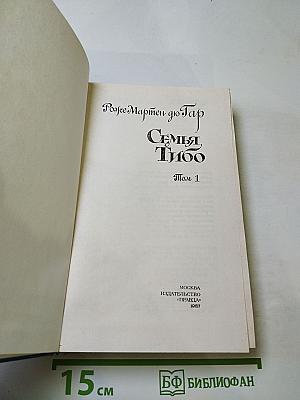 Роже Мартен дю Гар
Семья
Тибо
Том 1
МОСКВА
ИЗДАТЕЛЬСТВО
«ПРАВДА»
15 см
БФ БИБЛИОФАН